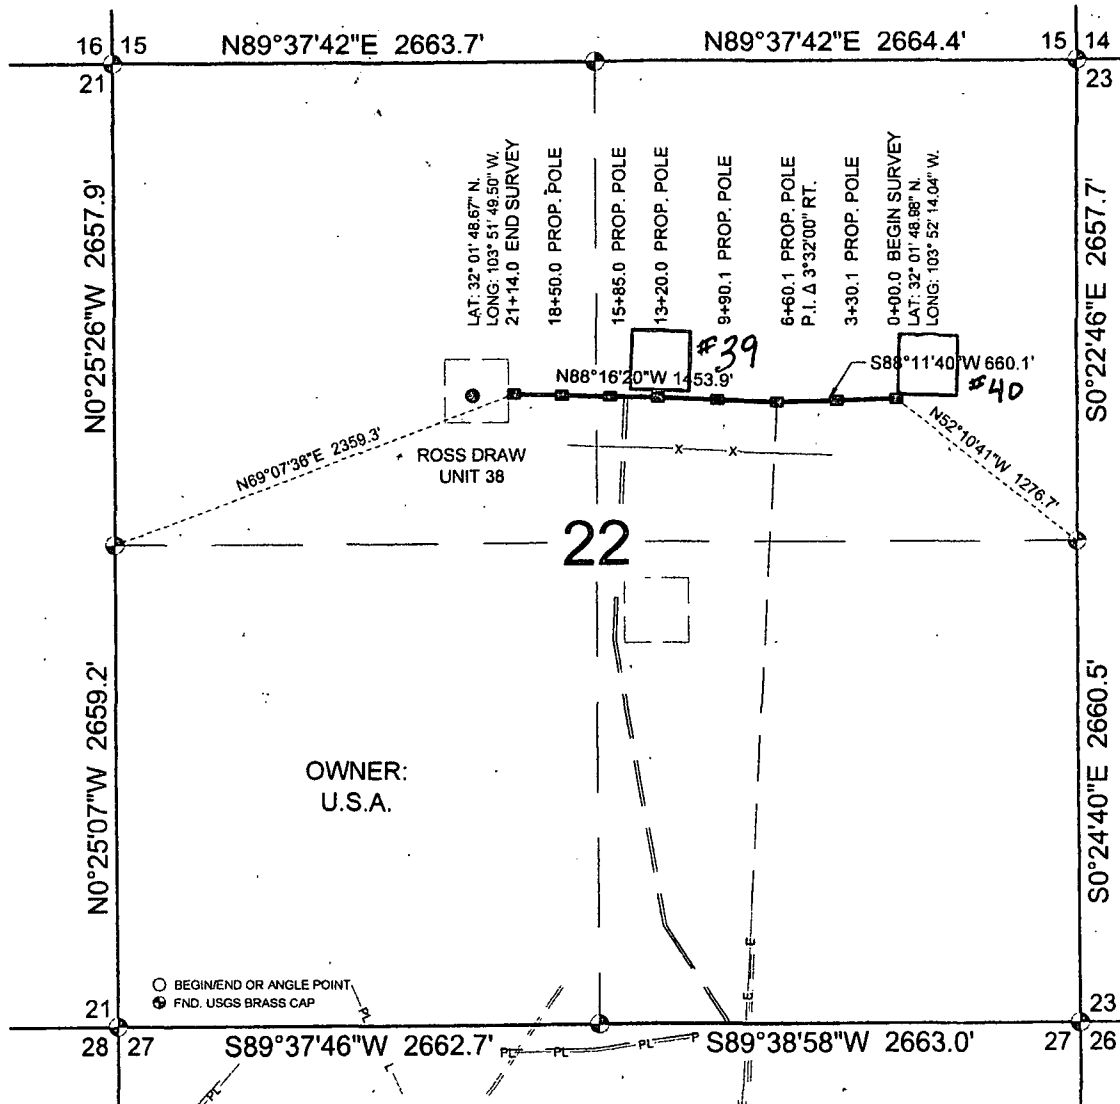 16 15
N89°37'42"E 2663.7'
N89°37'42"E 2664.4'
15 14
21
23
N0°25'26"W 2657.9'
LAT: 32° 01' 48.67" N.
LONG: 103° 51' 49.50" W.
21+14.0 END SURVEY
18+50.0 PROP. POLE
15+85.0 PROP. POLE
13+20.0 PROP. POLE
9+90.1 PROP. POLE
6+60.1 PROP. POLE
P.I. Δ 3°32'00" RT.
3+30.1 PROP. POLE
0+00.0 BEGIN SURVEY
LAT: 32° 01' 48.98" N.
LONG: 103° 52' 14.04" W.
S0°22'46"E 2657.7'
#39
S88°11'40"W 660.1'
N88°16'20"W 1453.9'
#40
N69°07'36"E 2359.3'
N52°10'41"W 1276.7'
ROSS DRAW
UNIT 38
X X
22
N0°25'07"W 2659.2'
S0°24'40"E 2660.5'
OWNER:
U.S.A.
E
E
BEGIN/END OR ANGLE POINT
FND. USGS BRASS CAP
PL
21
23
28 27
S89°37'46"W 2662.7'
PL PL PL P
S89°38'58"W 2663.0'
27 26
PL
L